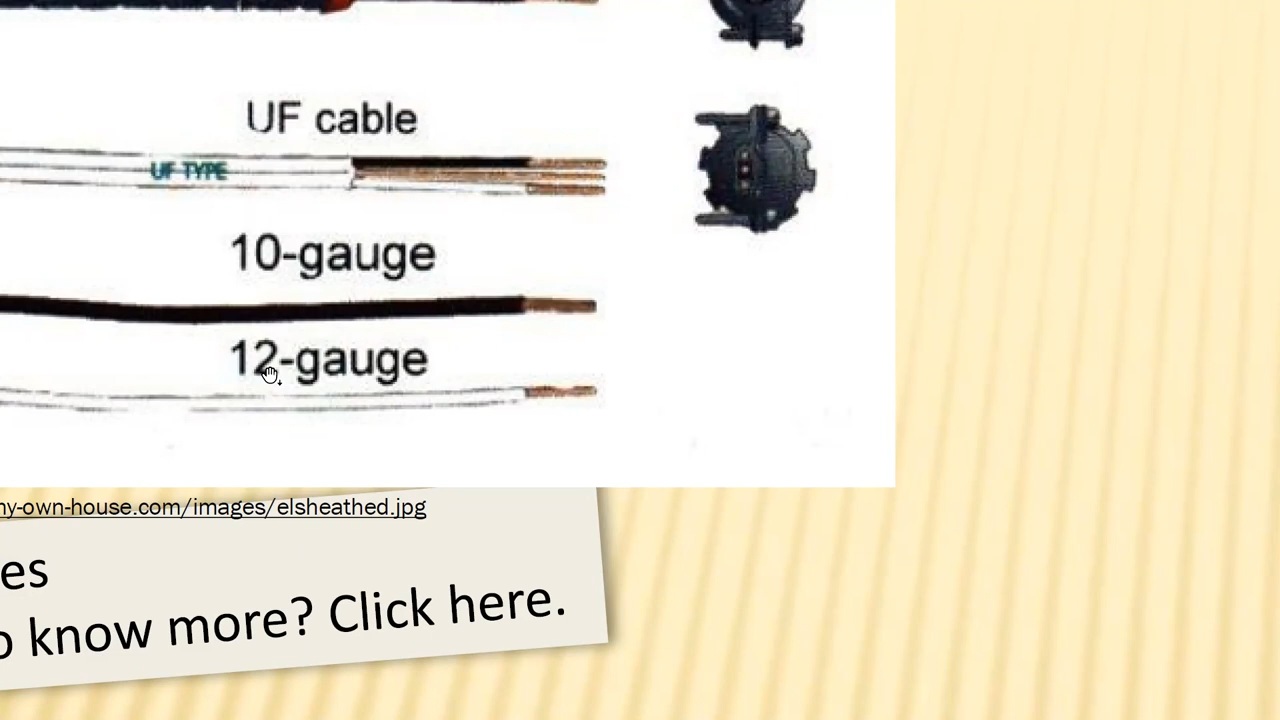 UF cable
UF TYPE
10-gauge
12-gauge
y-own-house.com/images/elsheathed.jpg
es
o know more? Click here.